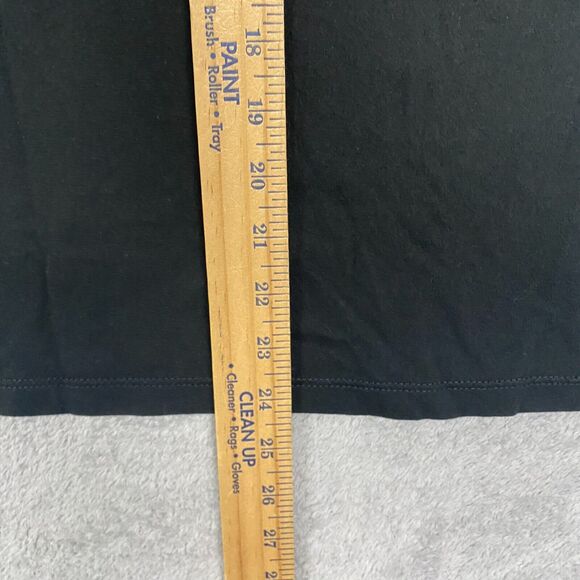 PAINT
Brush • Roller • Tray
CLEAN UP
• Cleaner • Rags • Gloves
18
19
20
21
22
23
24
25
26
27